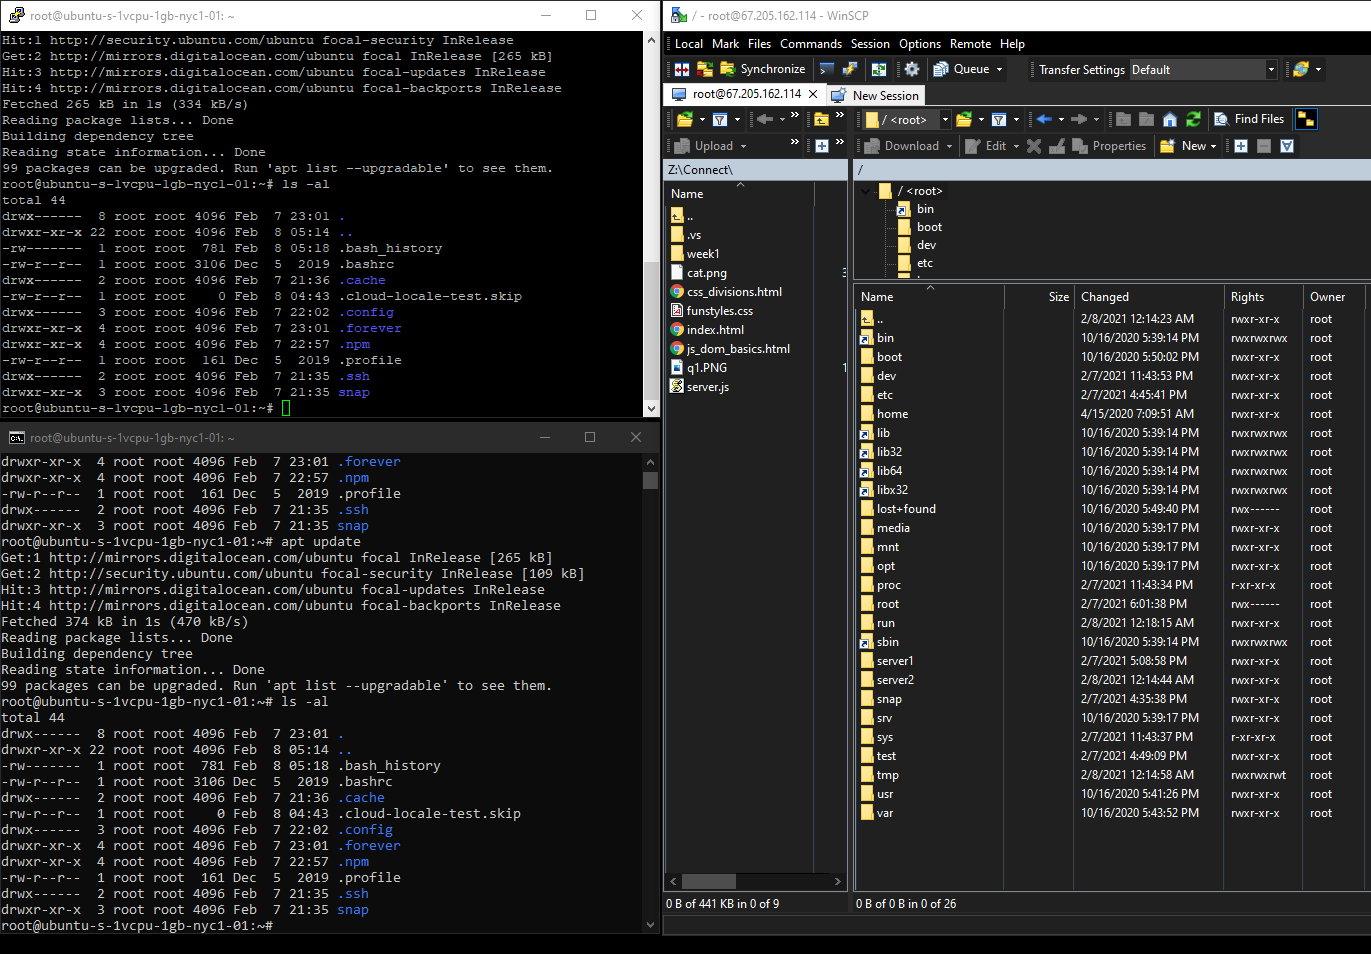 root@ubuntu-s-1vcpu-1gb-nyc1-01: ~
Hit:1 http://security.ubuntu.com/ubuntu focal-security InRelease
Get:2 http://mirrors.digitalocean.com/ubuntu focal InRelease [265 kB]
Hit:3 http://mirrors.digitalocean.com/ubuntu focal-updates InRelease
Hit:4 http://mirrors.digitalocean.com/ubuntu focal-backports InRelease
Fetched 265 kB in 1s (334 kB/s)
Reading package lists... Done
Building dependency tree
Reading state information... Done
99 packages can be upgraded. Run 'apt list --upgradable' to see them.
root@ubuntu-s-1vcpu-1gb-nyc1-01:~# ls -al
total 44
drwx------  8 root root 4096 Feb  7 23:01 .
drwxr-xr-x 22 root root 4096 Feb  8 05:14 ..
-rw-------  1 root root  781 Feb  8 05:18 .bash_history
-rw-r--r--  1 root root 3106 Dec  5  2019 .bashrc
drwx------  2 root root 4096 Feb  7 21:36 .cache
-rw-r--r--  1 root root    0 Feb  8 04:43 .cloud-locale-test.skip
drwx------  3 root root 4096 Feb  7 22:02 .config
drwxr-xr-x  4 root root 4096 Feb  7 23:01 .forever
drwxr-xr-x  4 root root 4096 Feb  7 22:57 .npm
-rw-r--r--  1 root root  161 Dec  5  2019 .profile
drwx------  2 root root 4096 Feb  7 21:35 .ssh
drwxr-xr-x  3 root root 4096 Feb  7 21:35 snap
root@ubuntu-s-1vcpu-1gb-nyc1-01:~#
root@ubuntu-s-1vcpu-1gb-nyc1-01: ~
drwxr-xr-x  4 root root 4096 Feb  7 23:01 .forever
drwxr-xr-x  4 root root 4096 Feb  7 22:57 .npm
-rw-r--r--  1 root root  161 Dec  5  2019 .profile
drwx------  2 root root 4096 Feb  7 21:35 .ssh
drwxr-xr-x  3 root root 4096 Feb  7 21:35 snap
root@ubuntu-s-1vcpu-1gb-nyc1-01:~# apt update
Get:1 http://mirrors.digitalocean.com/ubuntu focal InRelease [265 kB]
Get:2 http://security.ubuntu.com/ubuntu focal-security InRelease [109 kB]
Hit:3 http://mirrors.digitalocean.com/ubuntu focal-updates InRelease
Hit:4 http://mirrors.digitalocean.com/ubuntu focal-backports InRelease
Fetched 374 kB in 1s (470 kB/s)
Reading package lists... Done
Building dependency tree
Reading state information... Done
99 packages can be upgraded. Run 'apt list --upgradable' to see them.
root@ubuntu-s-1vcpu-1gb-nyc1-01:~# ls -al
total 44
drwx------  8 root root 4096 Feb  7 23:01 .
drwxr-xr-x 22 root root 4096 Feb  8 05:14 ..
-rw-------  1 root root  781 Feb  8 05:18 .bash_history
-rw-r--r--  1 root root 3106 Dec  5  2019 .bashrc
drwx------  2 root root 4096 Feb  7 21:36 .cache
-rw-r--r--  1 root root    0 Feb  8 04:43 .cloud-locale-test.skip
drwx------  3 root root 4096 Feb  7 22:02 .config
drwxr-xr-x  4 root root 4096 Feb  7 23:01 .forever
drwxr-xr-x  4 root root 4096 Feb  7 22:57 .npm
-rw-r--r--  1 root root  161 Dec  5  2019 .profile
drwx------  2 root root 4096 Feb  7 21:35 .ssh
drwxr-xr-x  3 root root 4096 Feb  7 21:35 snap
root@ubuntu-s-1vcpu-1gb-nyc1-01:~#
/ - root@67.205.162.114 - WinSCP
Local Mark Files Commands Session Options Remote Help
Synchronize Queue Transfer Settings Default
root@67.205.162.114 New Session
/ <root> Find Files
Upload Download Edit Properties New
Z:\Connect\
Name
..
.vs
week1
cat.png 3
css_divisions.html
funstyles.css
index.html
js_dom_basics.html
q1.PNG 1
server.js
0 B of 441 KB in 0 of 9
/
/ <root>
bin
boot
dev
etc
Name Size Changed Rights Owner
.. 2/8/2021 12:14:23 AM rwxr-xr-x root
bin 10/16/2020 5:39:14 PM rwxrwxrwx root
boot 10/16/2020 5:50:02 PM rwxr-xr-x root
dev 2/7/2021 11:43:53 PM rwxr-xr-x root
etc 2/7/2021 4:45:41 PM rwxr-xr-x root
home 4/15/2020 7:09:51 AM rwxr-xr-x root
lib 10/16/2020 5:39:14 PM rwxrwxrwx root
lib32 10/16/2020 5:39:14 PM rwxrwxrwx root
lib64 10/16/2020 5:39:14 PM rwxrwxrwx root
libx32 10/16/2020 5:39:14 PM rwxrwxrwx root
lost+found 10/16/2020 5:49:40 PM rwx------ root
media 10/16/2020 5:39:17 PM rwxr-xr-x root
mnt 10/16/2020 5:39:17 PM rwxr-xr-x root
opt 10/16/2020 5:39:17 PM rwxr-xr-x root
proc 2/7/2021 11:43:34 PM r-xr-xr-x root
root 2/7/2021 6:01:38 PM rwx------ root
run 2/8/2021 12:18:15 AM rwxr-xr-x root
sbin 10/16/2020 5:39:14 PM rwxrwxrwx root
server1 2/7/2021 5:08:58 PM rwxr-xr-x root
server2 2/8/2021 12:14:44 AM rwxr-xr-x root
snap 2/7/2021 4:35:38 PM rwxr-xr-x root
srv 10/16/2020 5:39:17 PM rwxr-xr-x root
sys 2/7/2021 11:43:37 PM r-xr-xr-x root
test 2/7/2021 4:49:09 PM rwxr-xr-x root
tmp 2/8/2021 12:14:58 AM rwxrwxrwt root
usr 10/16/2020 5:41:26 PM rwxr-xr-x root
var 10/16/2020 5:43:52 PM rwxr-xr-x root
0 B of 0 B in 0 of 26